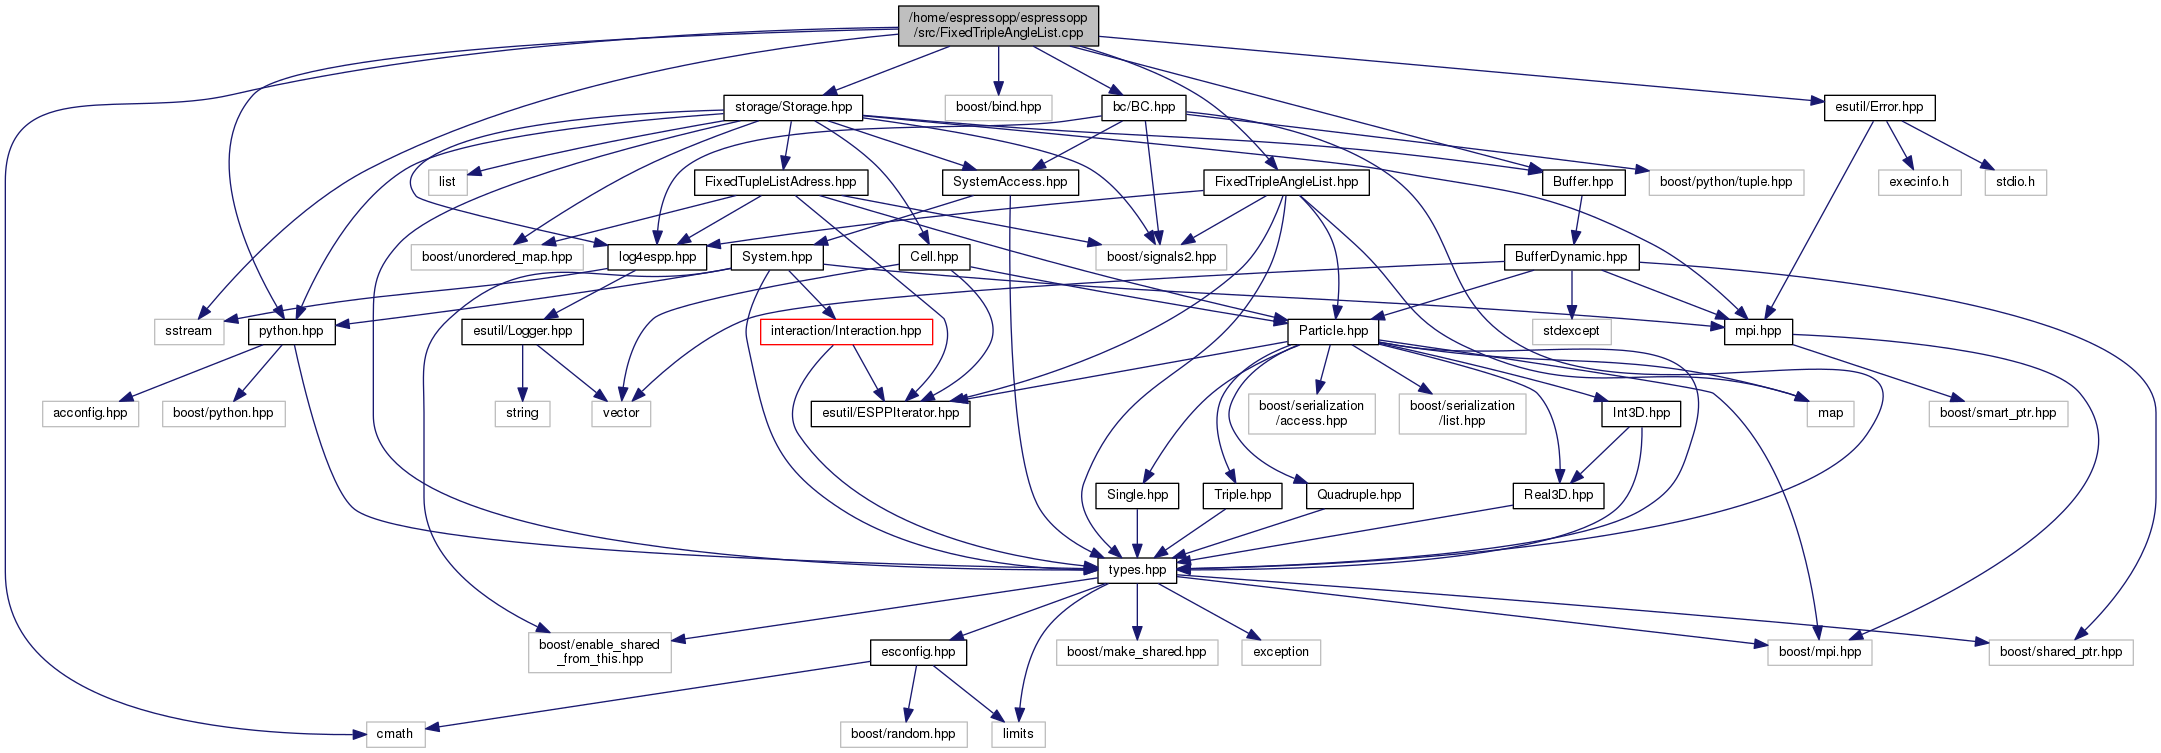 /home/espressopp/espressopp
/src/FixedTripleAngleList.cpp
storage/Storage.hpp
boost/bind.hpp
bc/BC.hpp
esutil/Error.hpp
list
FixedTupleListAdress.hpp
SystemAccess.hpp
FixedTripleAngleList.hpp
Buffer.hpp
boost/python/tuple.hpp
execinfo.h
stdio.h
boost/unordered_map.hpp
log4espp.hpp
System.hpp
Cell.hpp
boost/signals2.hpp
BufferDynamic.hpp
sstream
python.hpp
esutil/Logger.hpp
interaction/Interaction.hpp
Particle.hpp
stdexcept
mpi.hpp
acconfig.hpp
boost/python.hpp
string
vector
esutil/ESPPIterator.hpp
boost/serialization
/access.hpp
boost/serialization
/list.hpp
Int3D.hpp
map
boost/smart_ptr.hpp
Single.hpp
Triple.hpp
Quadruple.hpp
Real3D.hpp
types.hpp
boost/enable_shared
_from_this.hpp
esconfig.hpp
boost/make_shared.hpp
exception
boost/mpi.hpp
boost/shared_ptr.hpp
cmath
boost/random.hpp
limits